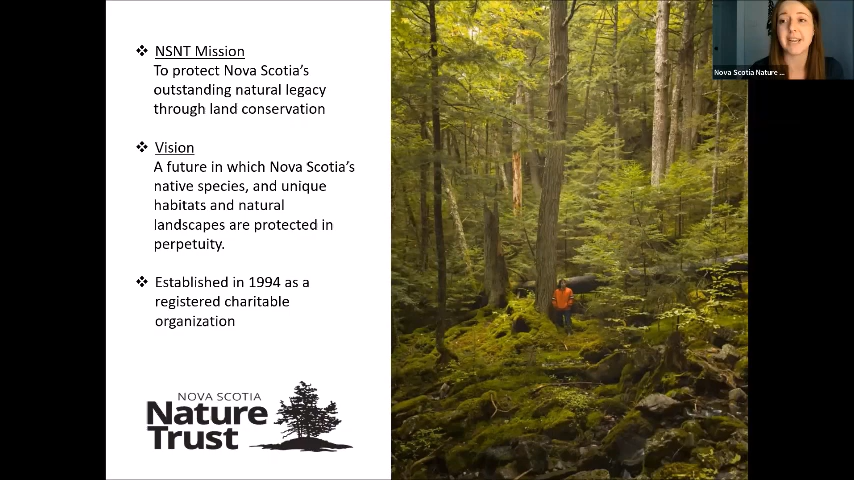 ❖ NSNT Mission
To protect Nova Scotia's
outstanding natural legacy
through land conservation
❖ Vision
A future in which Nova Scotia's
native species, and unique
habitats and natural
landscapes are protected in
perpetuity.
❖ Established in 1994 as a
registered charitable
organization
NOVA SCOTIA
Nature
Trust
Nova Scotia Nature ...